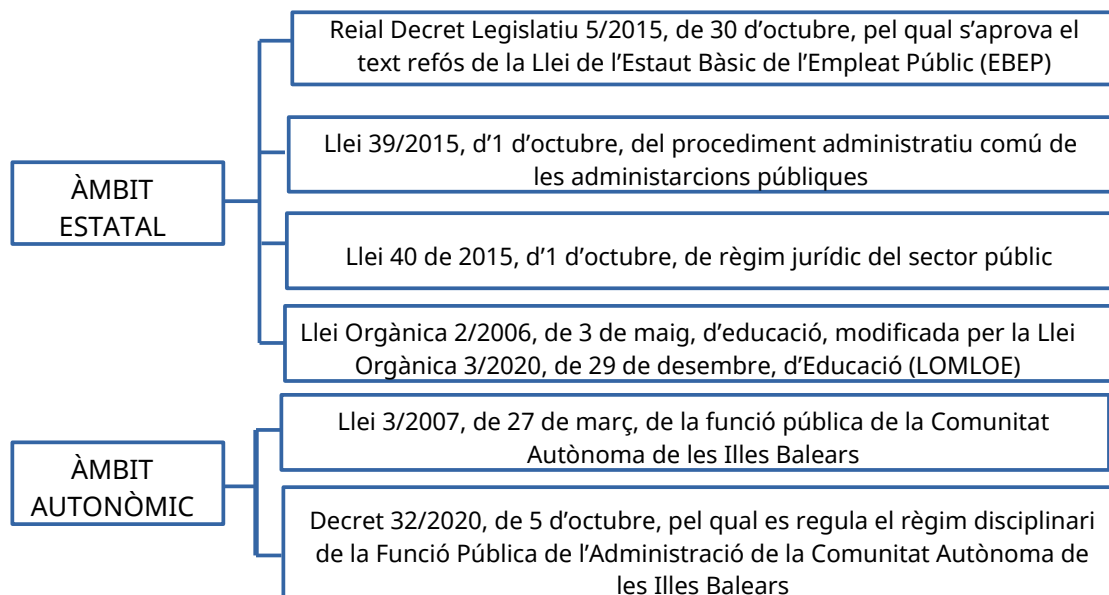 Reial Decret Legislatiu 5/2015, de 30 d’octubre, pel qual s’aprova el
text refós de la Llei de l’Estaut Bàsic de l’Empleat Públic (EBEP)
Llei 39/2015, d’1 d’octubre, del procediment administratiu comú de
les administarcions públiques
ÀMBIT
ESTATAL
Llei 40 de 2015, d’1 d’octubre, de règim jurídic del sector públic
Llei Orgànica 2/2006, de 3 de maig, d’educació, modificada per la Llei
Orgànica 3/2020, de 29 de desembre, d’Educació (LOMLOE)
Llei 3/2007, de 27 de març, de la funció pública de la Comunitat
Autònoma de les Illes Balears
ÀMBIT
AUTONÒMIC
Decret 32/2020, de 5 d’octubre, pel qual es regula el règim disciplinari
de la Funció Pública de l’Administració de la Comunitat Autònoma de
les Illes Balears